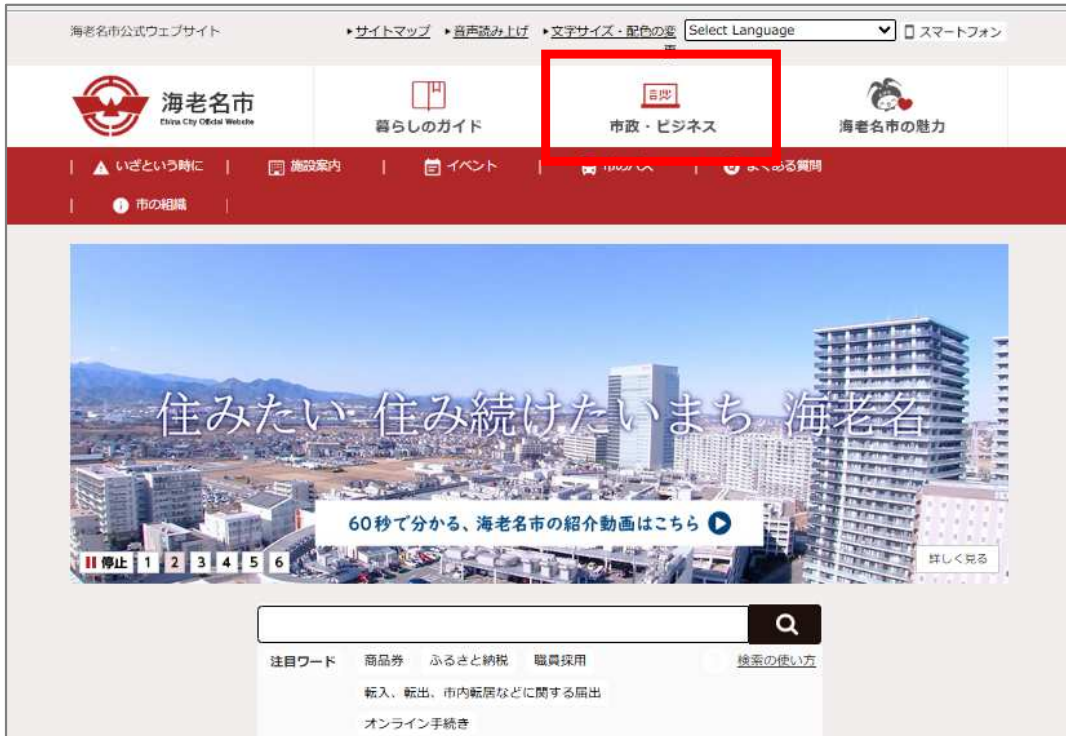 海老名市公式ウェブサイト
サイトマップ 音声読み上げ 文字サイズ・配色の変更 Select Language スマートフォン
海老名市
Ebina City Official Website
暮らしのガイド
市政・ビジネス
海老名市の魅力
いざという時に 施設案内 イベント よくある質問
市の組織
住みたい 住み続けたいまち 海老名
60秒で分かる、海老名市の紹介動画はこちら
停止 1 2 3 4 5 6
詳しく見る
注目ワード 商品券 ふるさと納税 職員採用 検索の使い方
転入、転出、市内転居などに関する届出
オンライン手続き